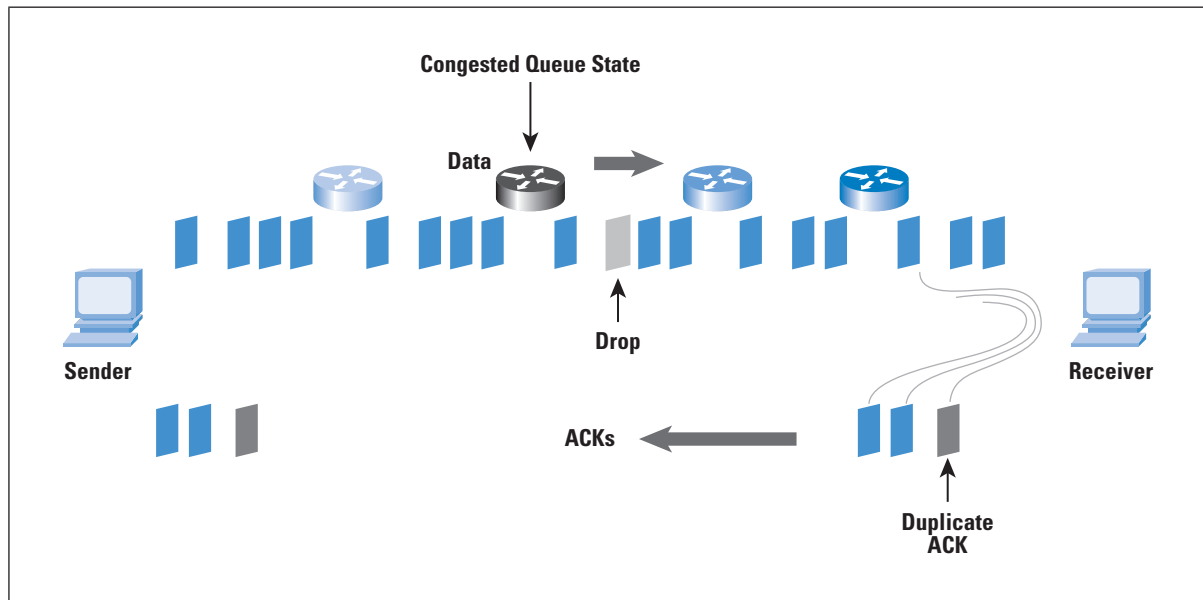 Congested Queue State
Data
Drop
Sender
Receiver
ACKs
Duplicate
ACK